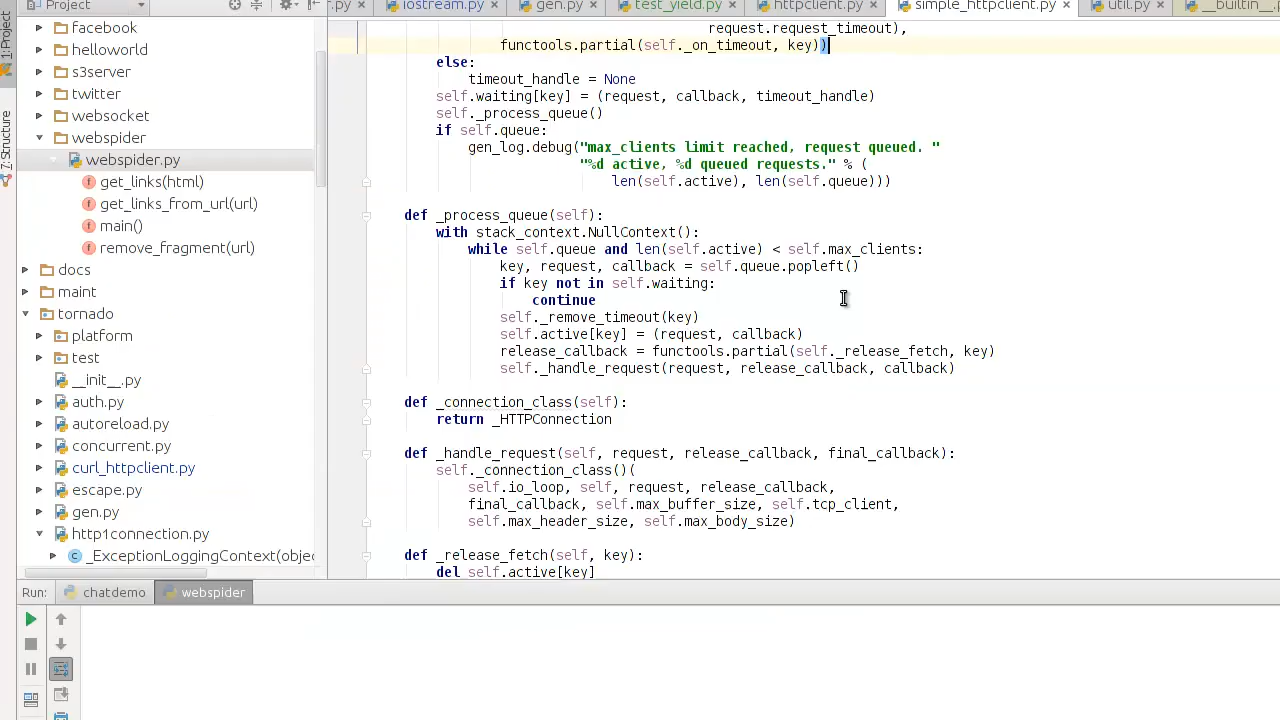 Project
r.py
iostream.py
gen.py
test_yield.py
httpclient.py
simple_httpclient.py
util.py
__builtin__.
1: Project
7: Structure
facebook
helloworld
s3server
twitter
websocket
webspider
webspider.py
get_links(html)
get_links_from_url(url)
main()
remove_fragment(url)
docs
maint
tornado
platform
test
__init__.py
auth.py
autoreload.py
concurrent.py
curl_httpclient.py
escape.py
gen.py
http1connection.py
_ExceptionLoggingContext(objec
request.request_timeout),
functools.partial(self._on_timeout, key))
else:
timeout_handle = None
self.waiting[key] = (request, callback, timeout_handle)
self._process_queue()
if self.queue:
gen_log.debug("max_clients limit reached, request queued. "
"%d active, %d queued requests." % (
len(self.active), len(self.queue)))
def _process_queue(self):
with stack_context.NullContext():
while self.queue and len(self.active) < self.max_clients:
key, request, callback = self.queue.popleft()
if key not in self.waiting:
continue
self._remove_timeout(key)
self.active[key] = (request, callback)
release_callback = functools.partial(self._release_fetch, key)
self._handle_request(request, release_callback, callback)
def _connection_class(self):
return _HTTPConnection
def _handle_request(self, request, release_callback, final_callback):
self._connection_class()(
self.io_loop, self, request, release_callback,
final_callback, self.max_buffer_size, self.tcp_client,
self.max_header_size, self.max_body_size)
def _release_fetch(self, key):
del self.active[key]
Run:
chatdemo
webspider